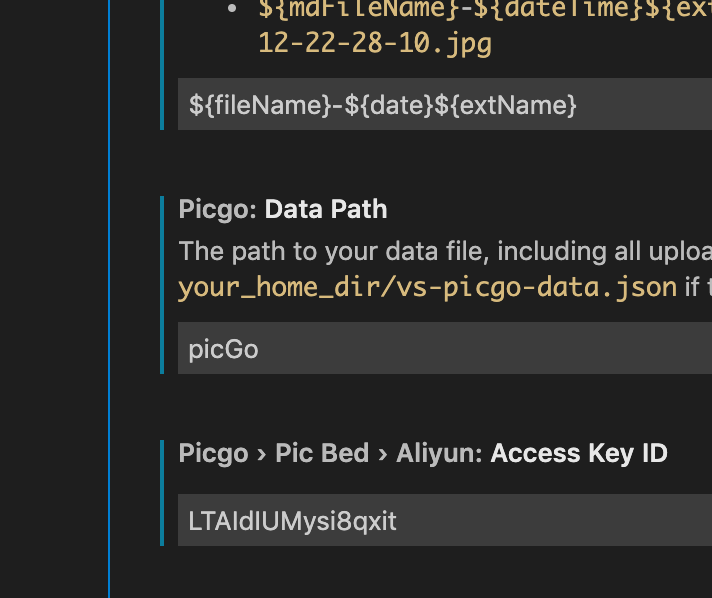 ${mdFileName}-${dateTime}${ext
12-22-28-10.jpg
${fileName}-${date}${extName}
Picgo: Data Path
The path to your data file, including all uploa
your_home_dir/vs-picgo-data.json if t
picGo
Picgo › Pic Bed › Aliyun: Access Key ID
LTAIdIUMysi8qxit